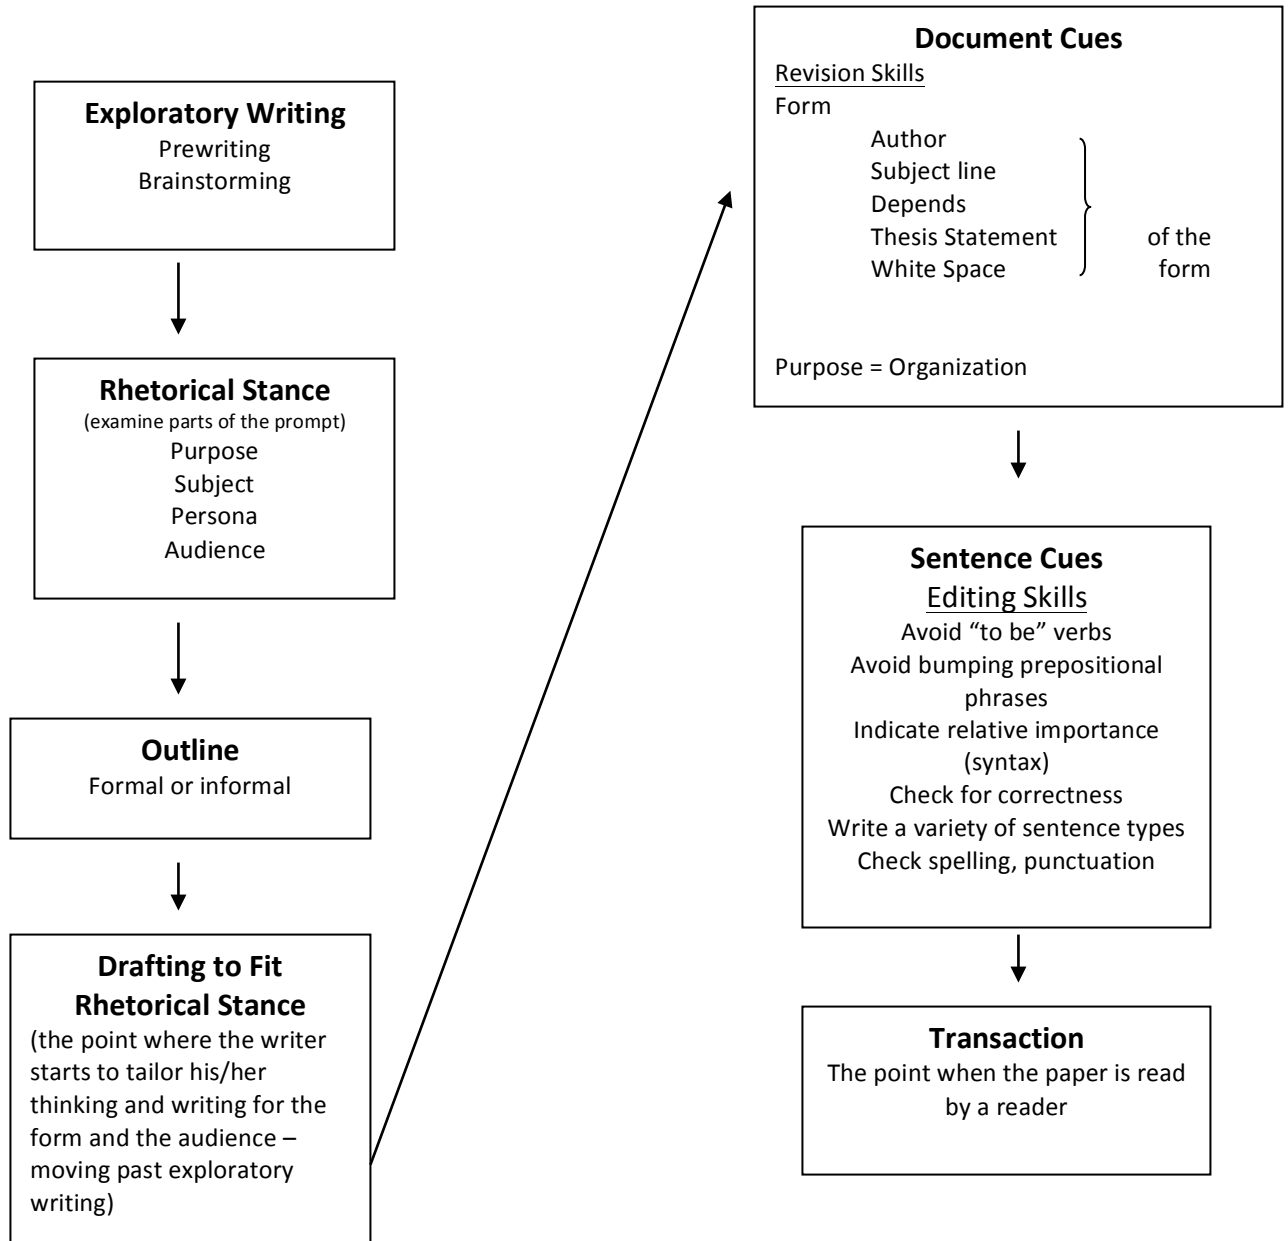 Exploratory Writing
Prewriting
Brainstorming
Rhetorical Stance
(examine parts of the prompt)
Purpose
Subject
Persona
Audience
Outline
Formal or informal
Drafting to Fit
Rhetorical Stance
(the point where the writer
starts to tailor his/her
thinking and writing for the
form and the audience –
moving past exploratory
writing)
Document Cues
Revision Skills
Form
Author
Subject line
Depends
Thesis Statement of the
White Space form
Purpose = Organization
Sentence Cues
Editing Skills
Avoid “to be” verbs
Avoid bumping prepositional
phrases
Indicate relative importance
(syntax)
Check for correctness
Write a variety of sentence types
Check spelling, punctuation
Transaction
The point when the paper is read
by a reader